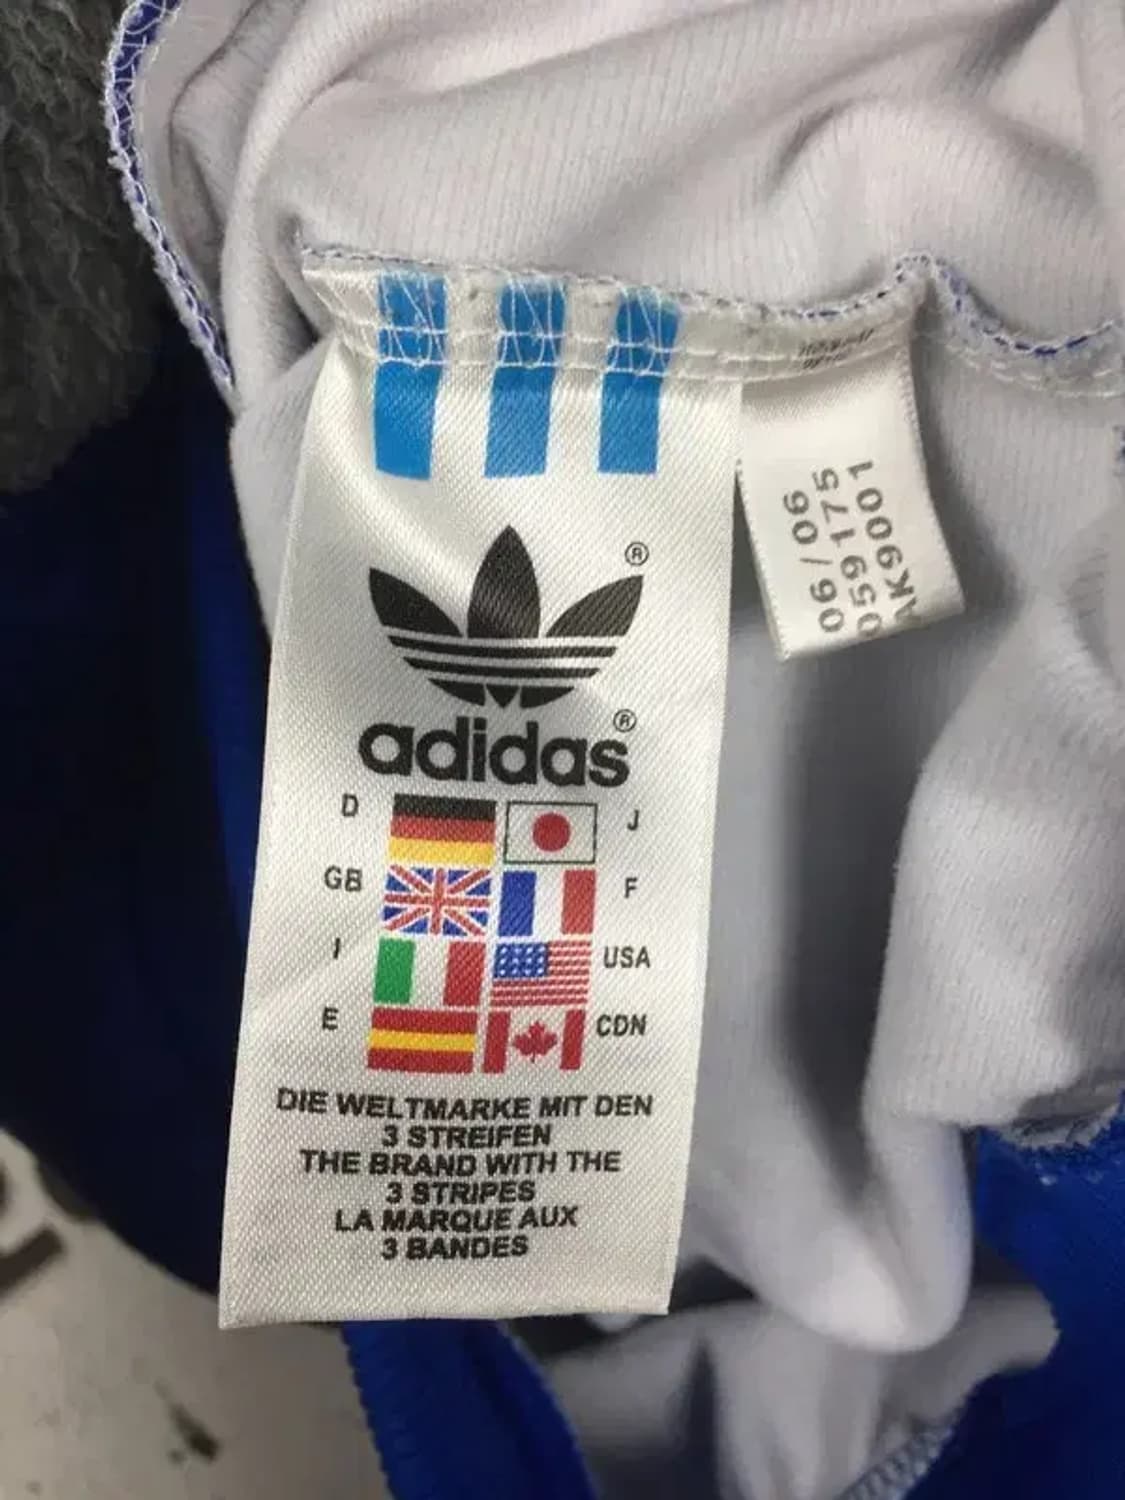 ®
adidas®
D J
GB F
I USA
E CDN
DIE WELTMARKE MIT DEN
3 STREIFEN
THE BRAND WITH THE
3 STRIPES
LA MARQUE AUX
3 BANDES
06/06
059175
AK9001